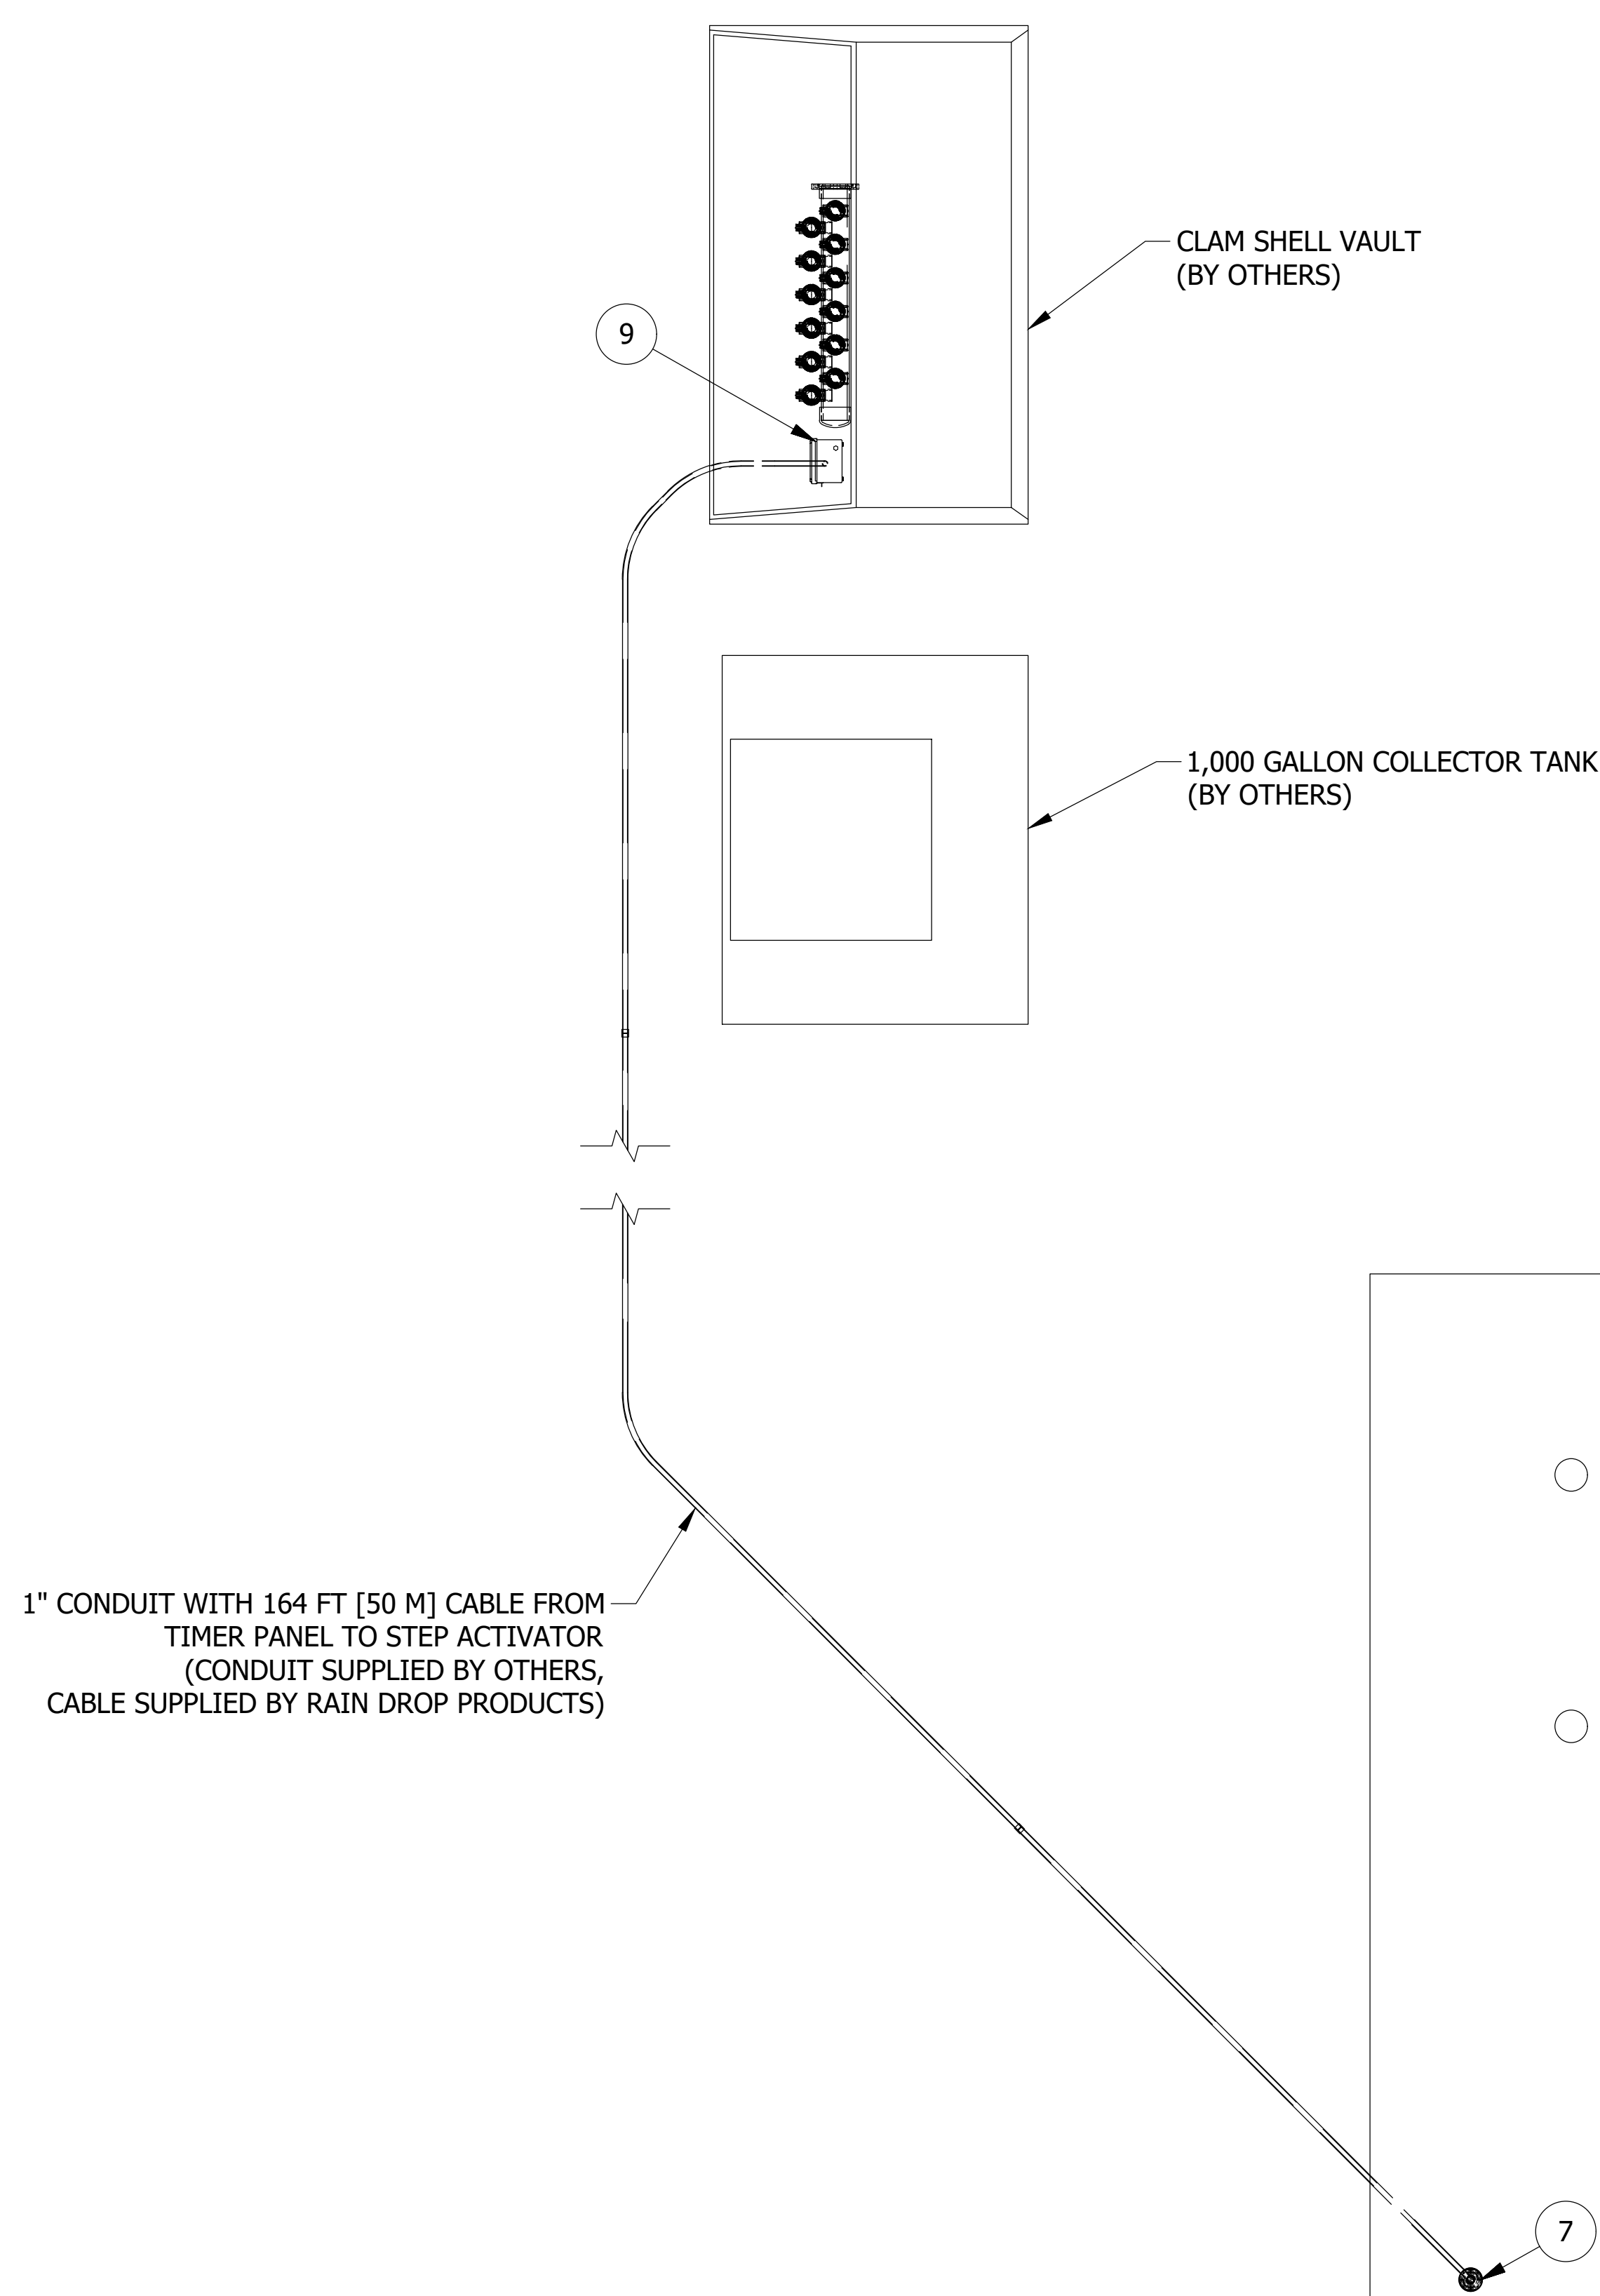 CLAM SHELL VAULT
(BY OTHERS)
9
1,000 GALLON COLLECTOR TANK
(BY OTHERS)
1" CONDUIT WITH 164 FT [50 M] CABLE FROM
TIMER PANEL TO STEP ACTIVATOR
(CONDUIT SUPPLIED BY OTHERS,
CABLE SUPPLIED BY RAIN DROP PRODUCTS)
7